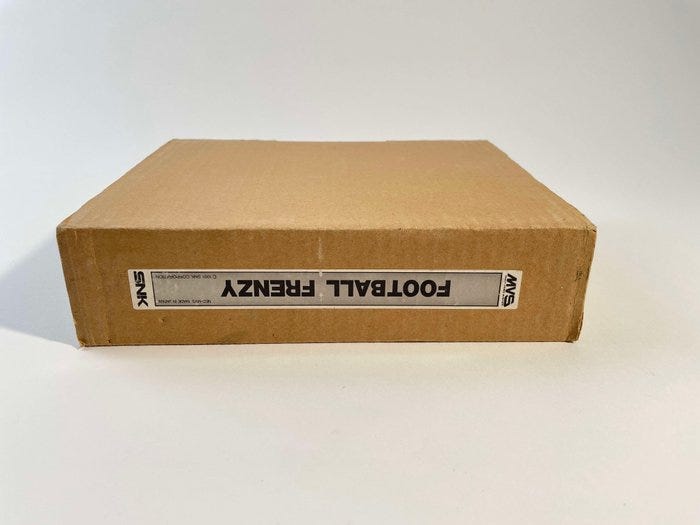 MVS
FOOTBALL FRENZY
NEO-MVS MADE IN JAPAN
© 1991 SNK CORPORATION
SNK